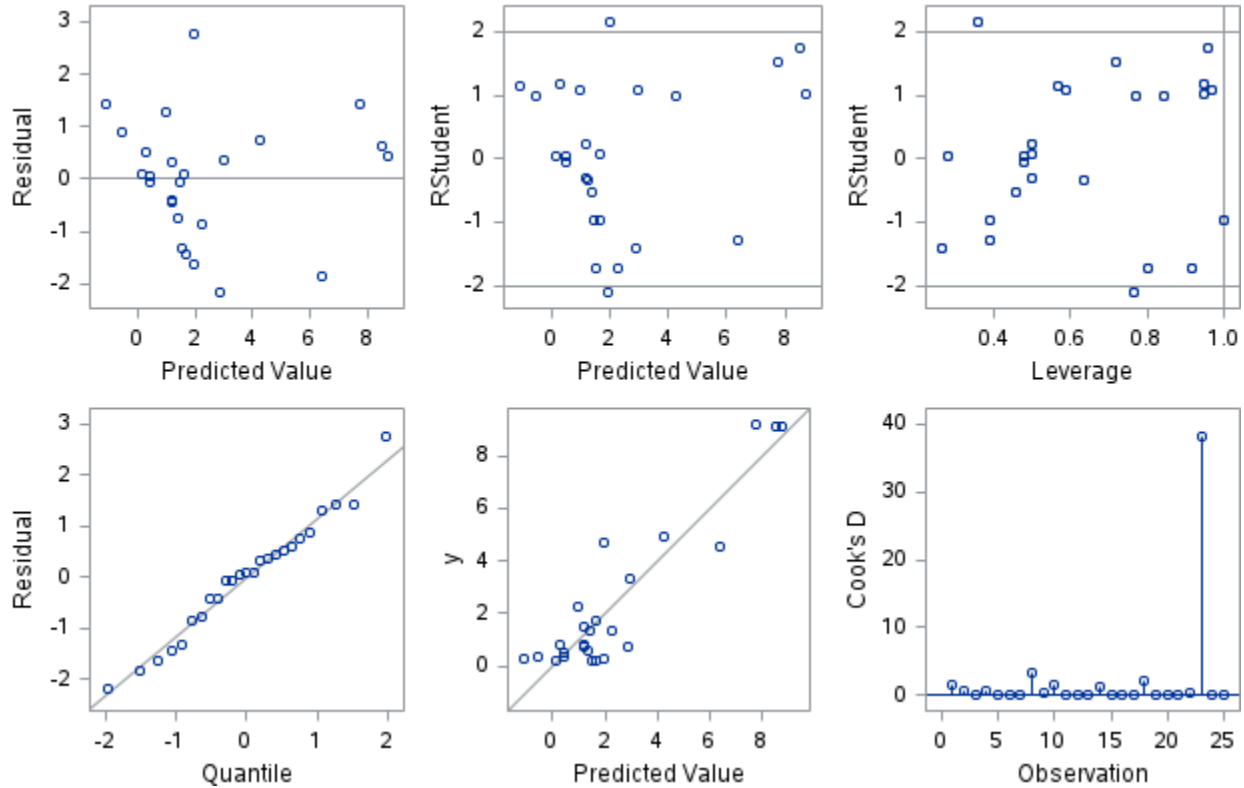 3
2
1
0
-1
-2
Residual
0 2 4 6 8
Predicted Value
2
1
0
-1
-2
RStudent
0 2 4 6 8
Predicted Value
2
1
0
-1
-2
RStudent
0.4 0.6 0.8 1.0
Leverage
3
2
1
0
-1
-2
Residual
-2 -1 0 1 2
Quantile
8
6
4
2
0
y
0 2 4 6 8
Predicted Value
40
30
20
10
0
Cook's D
0 5 10 15 20 25
Observation